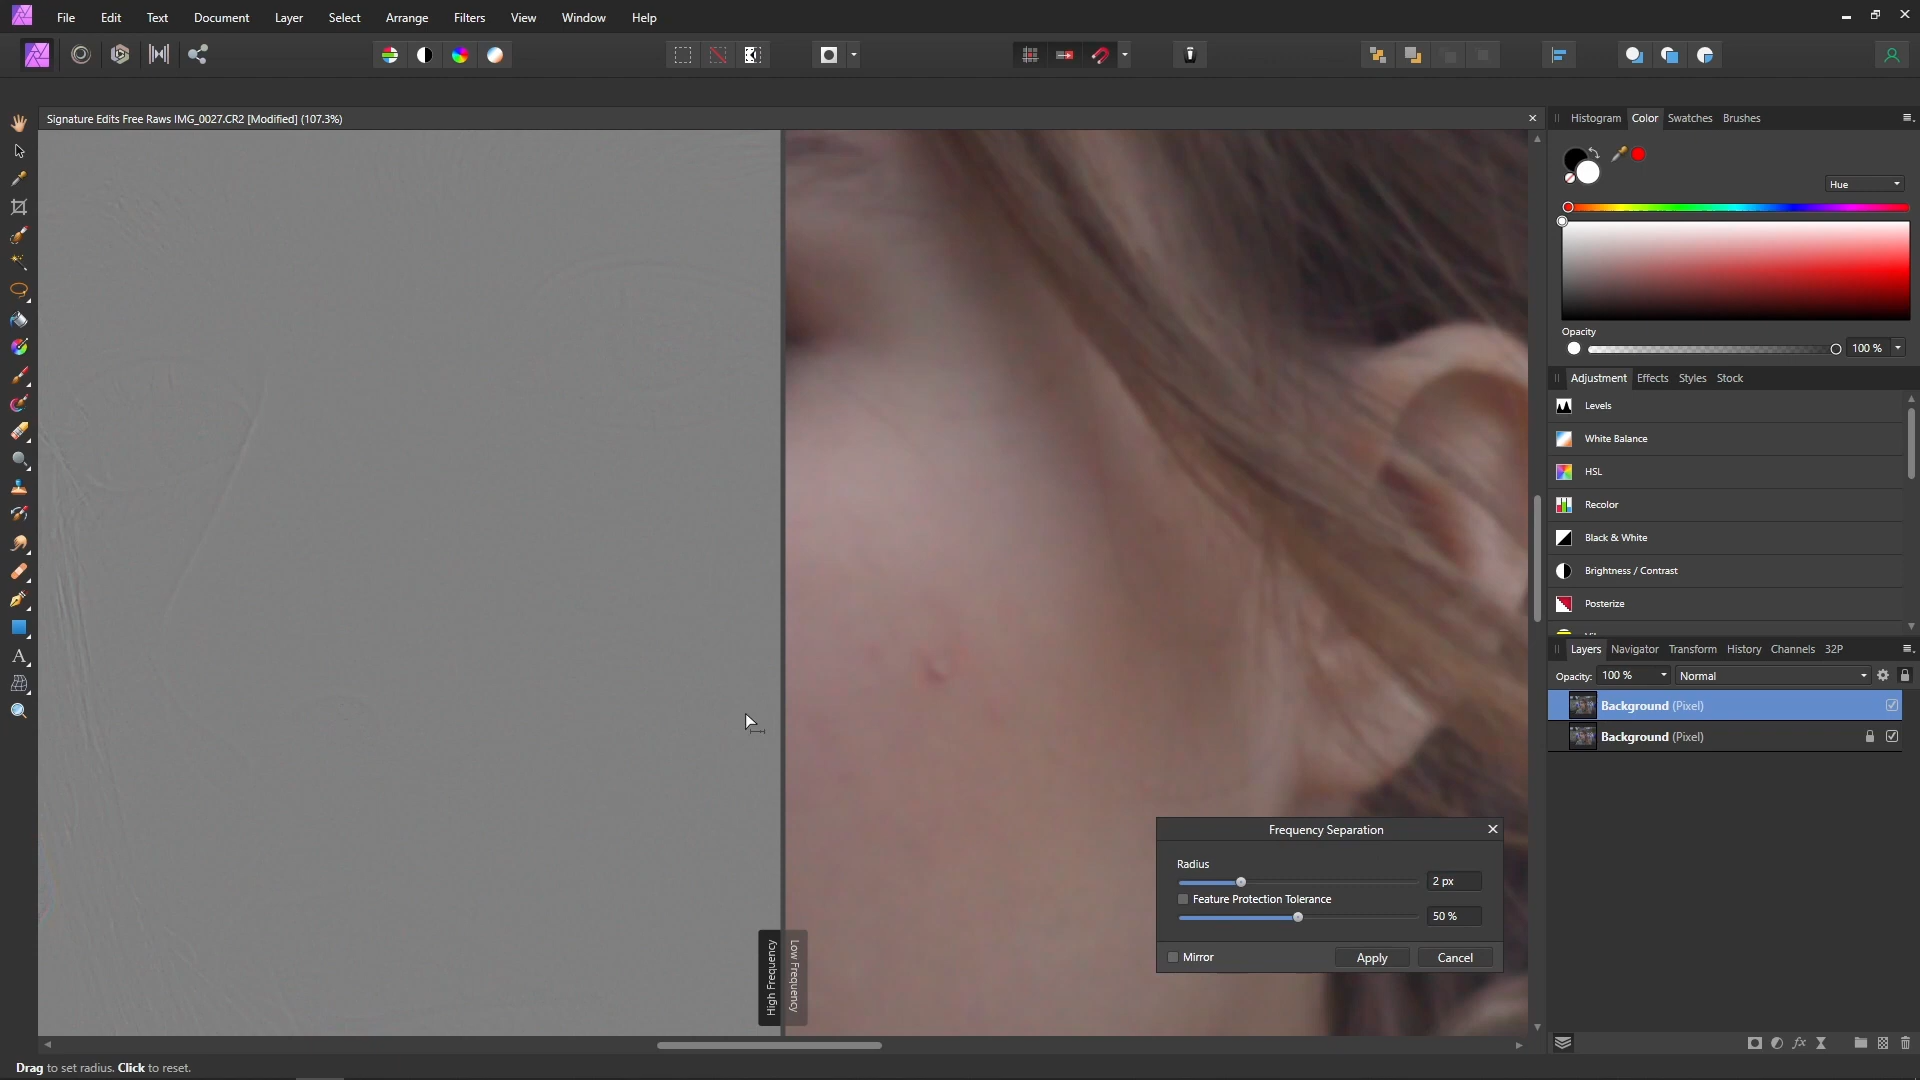 File Edit Text Document Layer Select Arrange Filters View Window Help
Signature Edits Free Raws IMG_0027.CR2 [Modified] (107.3%)
Histogram Color Swatches Brushes
Hue
Opacity
100 %
Adjustment Effects Styles Stock
Levels
White Balance
HSL
Recolor
Black & White
Brightness / Contrast
Posterize
Layers Navigator Transform History Channels 32P
Opacity: 100 % Normal
Background (Pixel)
Background (Pixel)
Frequency Separation
Radius
2 px
Feature Protection Tolerance
50 %
Mirror Apply Cancel
High Frequency
Low Frequency
Drag to set radius. Click to reset.